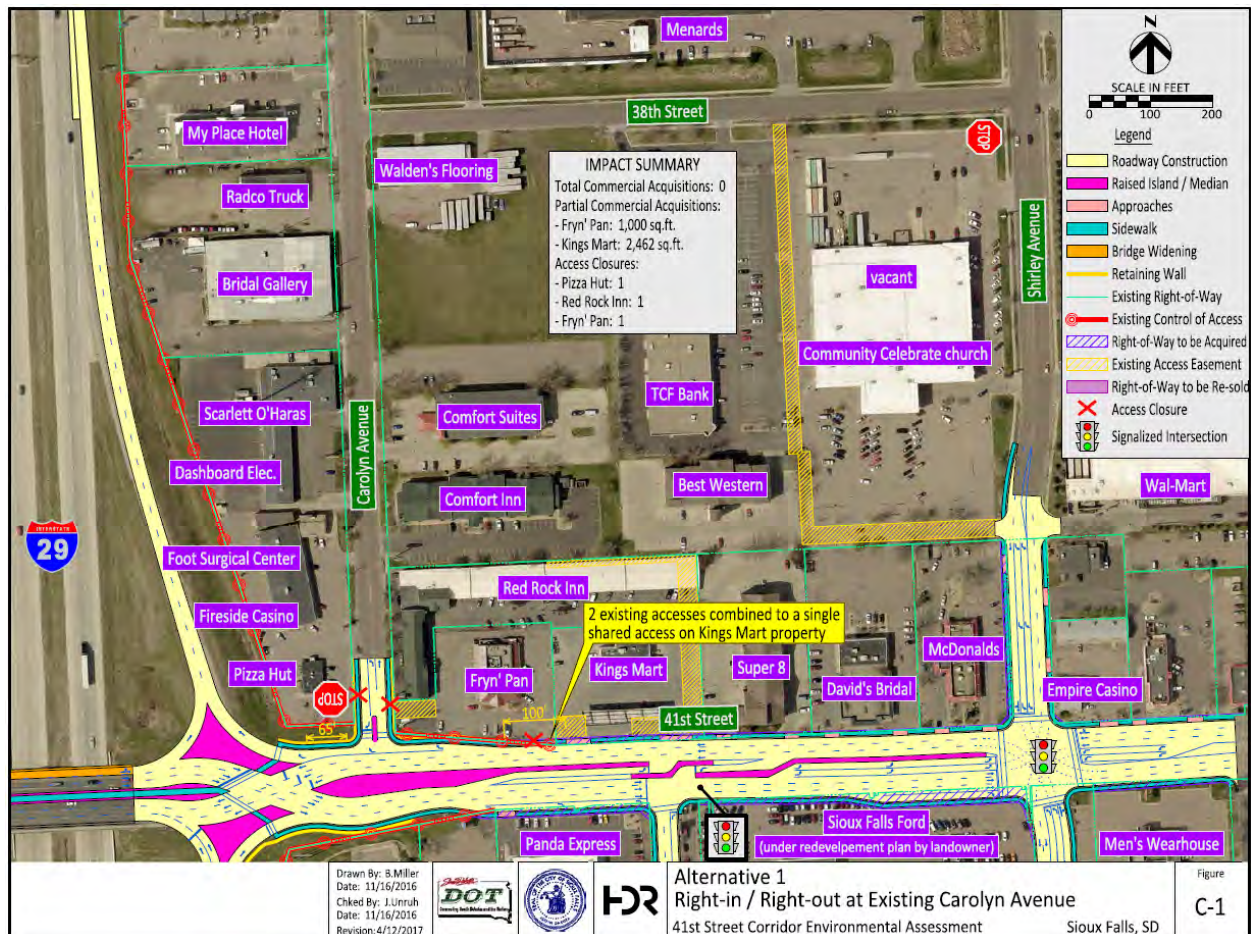 Menards
38th Street
My Place Hotel
Walden's Flooring
Radco Truck
Bridal Gallery
IMPACT SUMMARY
Total Commercial Acquisitions: 0
Partial Commercial Acquisitions:
- Fryn' Pan: 1,000 sq.ft.
- Kings Mart: 2,462 sq.ft.
Access Closures:
- Pizza Hut: 1
- Red Rock Inn: 1
- Fryn' Pan: 1
STOP
vacant
Shirley Avenue
Community Celebrate church
TCF Bank
Scarlett O'Haras
Carolyn Avenue
Comfort Suites
Dashboard Elec.
Comfort Inn
Best Western
Wal-Mart
INTERSTATE
29
Foot Surgical Center
Red Rock Inn
Fireside Casino
2 existing accesses combined to a single
shared access on Kings Mart property
Pizza Hut
STOP
Fryn' Pan
Kings Mart
Super 8
David's Bridal
McDonalds
Empire Casino
65'
100'
41st Street
Panda Express
Sioux Falls Ford
(under redevelepment plan by landowner)
Men's Wearhouse
N
SCALE IN FEET
0 100 200
Legend
Roadway Construction
Raised Island / Median
Approaches
Sidewalk
Bridge Widening
Retaining Wall
Existing Right-of-Way
Existing Control of Access
Right-of-Way to be Acquired
Existing Access Easement
Right-of-Way to be Re-sold
Access Closure
Signalized Intersection
Drawn By: B.Miller
Date: 11/16/2016
Chked By: J.Unruh
Date: 11/16/2016
Revision:4/12/2017
DOT
HDR
Alternative 1
Right-in / Right-out at Existing Carolyn Avenue
41st Street Corridor Environmental Assessment
Sioux Falls, SD
Figure
C-1